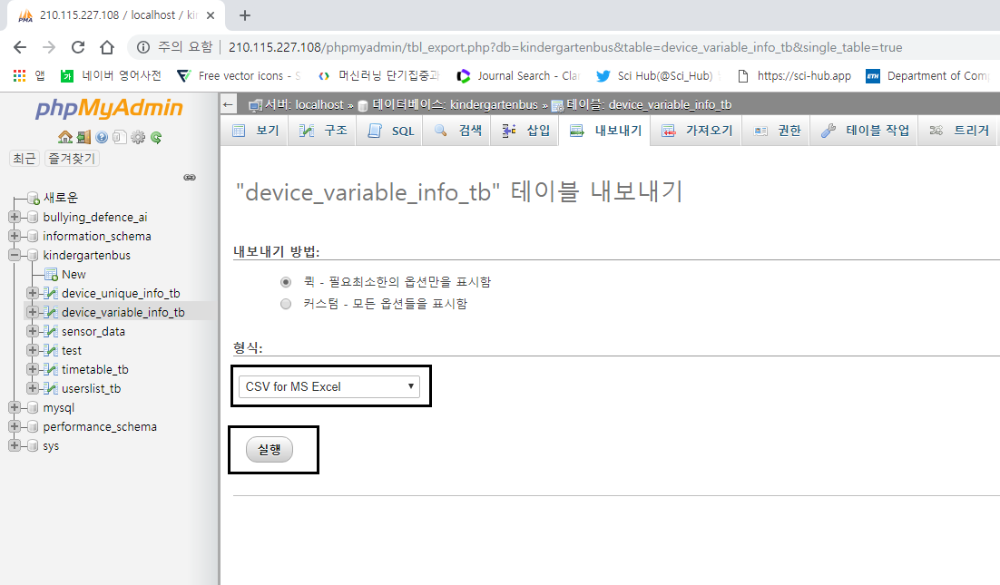 210.115.227.108 / localhost / kin
주의 요함 210.115.227.108/phpmyadmin/tbl_export.php?db=kindergartenbus&table=device_variable_info_tb&single_table=true
앱 네이버 영어사전 Free vector icons - S 머신러닝 단기집중과 Journal Search - Cla Sci Hub(@Sci_Hub) https://sci-hub.app ETH Department of Comp
phpMyAdmin
최근 즐겨찾기
새로운
bullying_defence_ai
information_schema
kindergartenbus
New
device_unique_info_tb
device_variable_info_tb
sensor_data
test
timetable_tb
userslist_tb
mysql
performance_schema
sys
서버: localhost » 데이터베이스: kindergartenbus » 테이블: device_variable_info_tb
보기 구조 SQL 검색 삽입 내보내기 가져오기 권한 테이블 작업 트리거
"device_variable_info_tb" 테이블 내보내기
내보내기 방법:
퀵 - 필요최소한의 옵션만을 표시함
커스텀 - 모든 옵션들을 표시함
형식:
CSV for MS Excel
실행